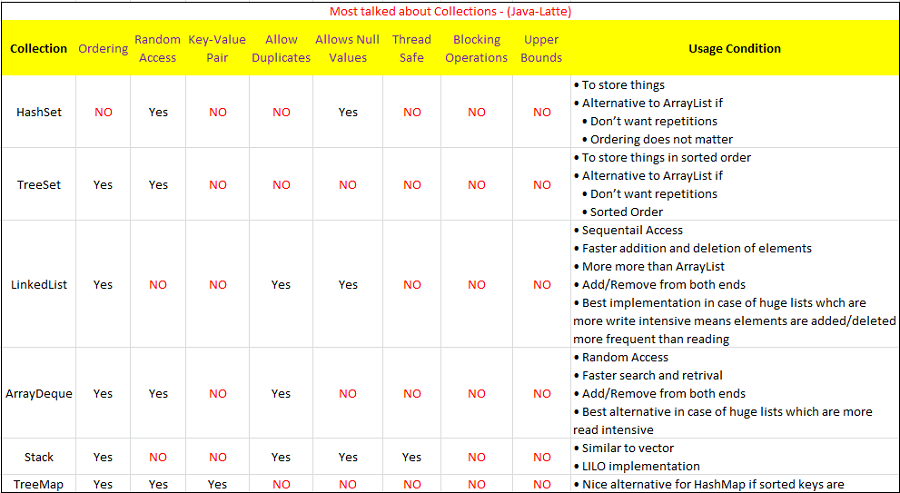 Most talked about Collections - (Java-Latte)
Collection Ordering Random Access Key-Value Pair Allow Duplicates Allows Null Values Thread Safe Blocking Operations Upper Bounds Usage Condition
HashSet NO Yes NO NO Yes NO NO NO
• To store things
• Alternative to ArrayList if
• Don't want repetitions
• Ordering does not matter
TreeSet Yes Yes NO NO NO NO NO NO
• To store things in sorted order
• Alternative to ArrayList if
• Don't want repetitions
• Sorted Order
LinkedList Yes NO NO Yes Yes NO NO NO
• Sequentail Access
• Faster addition and deletion of elements
• More more than ArrayList
• Add/Remove from both ends
• Best implementation in case of huge lists whch are
more write intensive means elements are added/deleted
more frequent than reading
ArrayDeque Yes Yes NO Yes NO NO NO NO
• Random Access
• Faster search and retrival
• Add/Remove from both ends
• Best alternative in case of huge lists which are more
read intensive
Stack Yes NO NO Yes Yes Yes NO NO
• Similar to vector
• LILO implementation
TreeMap Yes Yes Yes NO NO NO NO NO
• Nice alternative for HashMap if sorted keys are